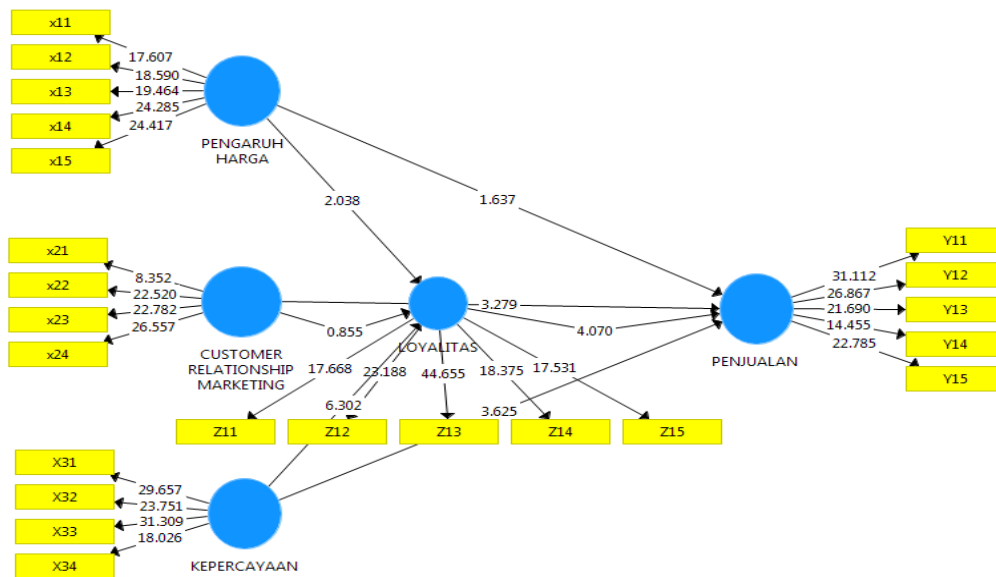 x11
x12
x13
x14
x15
17.607
18.590
19.464
24.285
24.417
PENGARUH
HARGA
2.038
1.637
x21
x22
x23
x24
8.352
22.520
22.782
26.557
CUSTOMER
RELATIONSHIP
MARKETING
0.855
LOYALITAS
3.279
4.070
PENJUALAN
Y11
Y12
Y13
Y14
Y15
31.112
26.867
21.690
14.455
22.785
17.668
23.188
44.655
18.375
17.531
6.302
3.625
Z11
Z12
Z13
Z14
Z15
X31
X32
X33
X34
29.657
23.751
31.309
18.026
KEPERCAYAAN